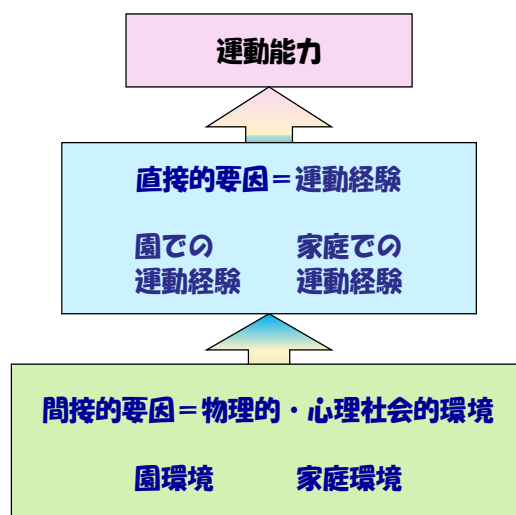 運動能力
直接的要因＝運動経験
園での 家庭での
運動経験 運動経験
間接的要因＝物理的・心理社会的環境
園環境 家庭環境